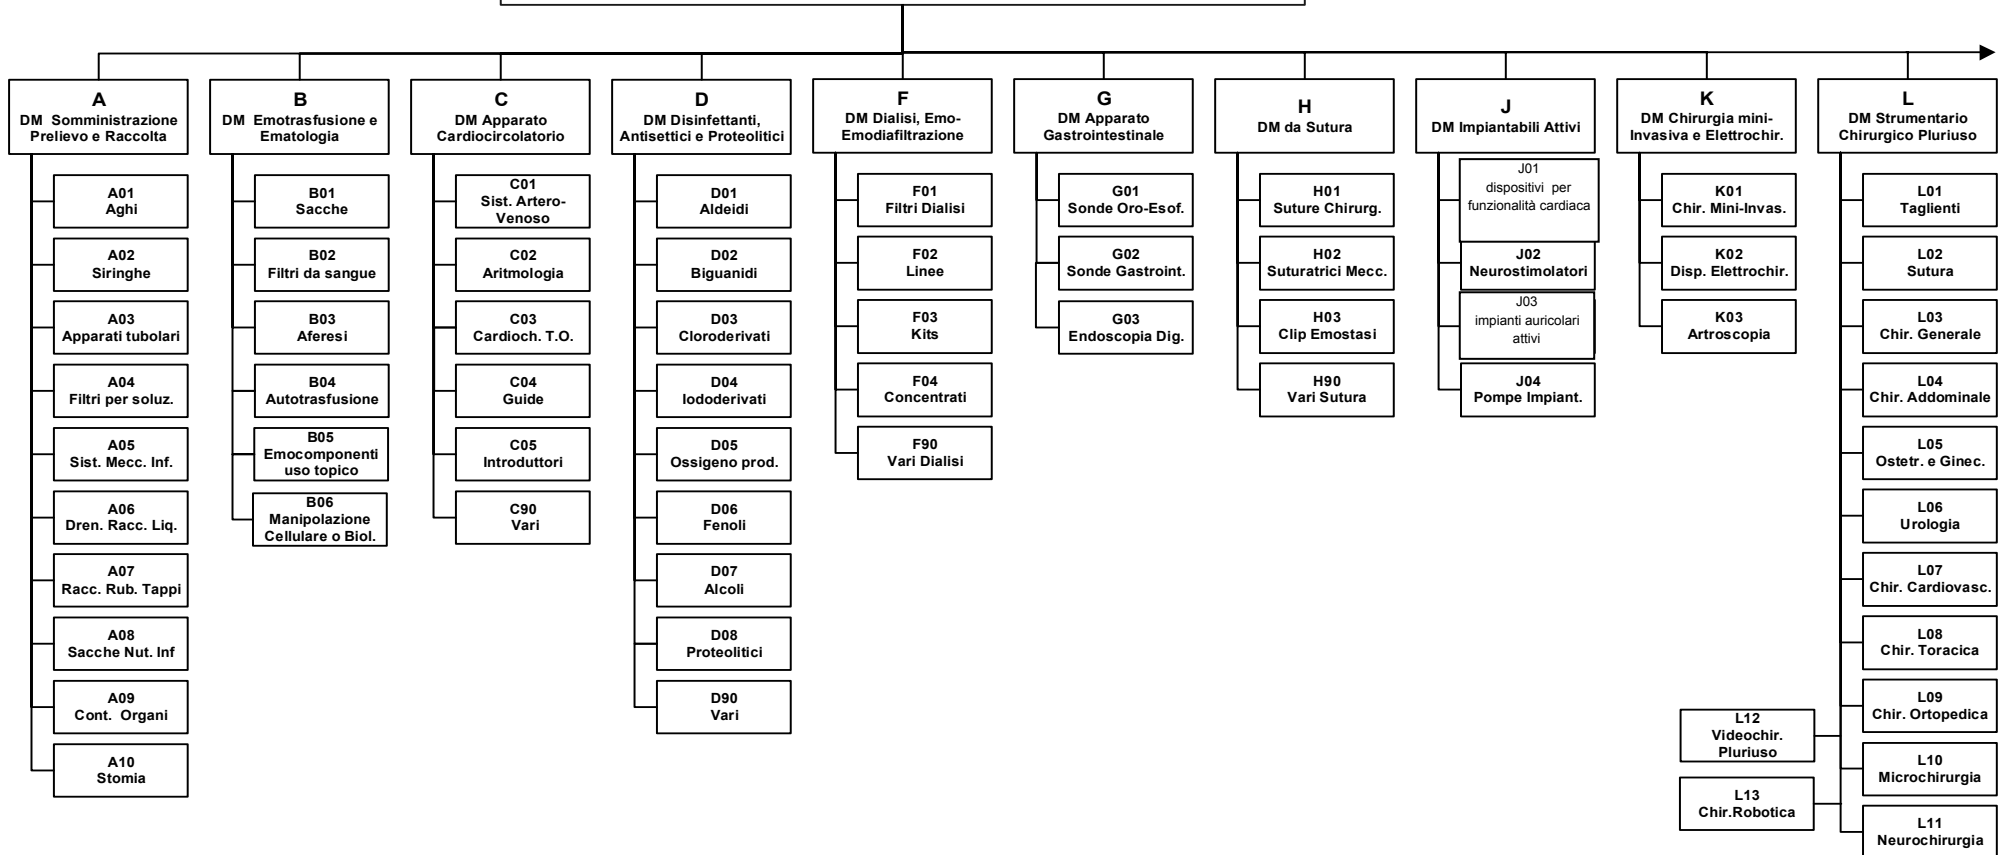 A
DM Somministrazione
Prelievo e Raccolta
A01
Aghi
A02
Siringhe
A03
Apparati tubolari
A04
Filtri per soluz.
A05
Sist. Mecc. Inf.
A06
Dren. Racc. Liq.
A07
Racc. Rub. Tappi
A08
Sacche Nut. Inf
A09
Cont. Organi
A10
Stomia
B
DM Emotrasfusione e
Ematologia
B01
Sacche
B02
Filtri da sangue
B03
Aferesi
B04
Autotrasfusione
B05
Emocomponenti
uso topico
B06
Manipolazione
Cellulare o Biol.
C
DM Apparato
Cardiocircolatorio
C01
Sist. Artero-
Venoso
C02
Aritmologia
C03
Cardioch. T.O.
C04
Guide
C05
Introduttori
C90
Vari
D
DM Disinfettanti,
Antisettici e Proteolitici
D01
Aldeidi
D02
Biguanidi
D03
Cloroderivati
D04
Iododerivati
D05
Ossigeno prod.
D06
Fenoli
D07
Alcoli
D08
Proteolitici
D90
Vari
F
DM Dialisi, Emo-
Emodiafiltrazione
F01
Filtri Dialisi
F02
Linee
F03
Kits
F04
Concentrati
F90
Vari Dialisi
G
DM Apparato
Gastrointestinale
G01
Sonde Oro-Esof.
G02
Sonde Gastroint.
G03
Endoscopia Dig.
H
DM da Sutura
H01
Suture Chirurg.
H02
Suturatrici Mecc.
H03
Clip Emostasi
H90
Vari Sutura
J
DM Impiantabili Attivi
J01
dispositivi per
funzionalità cardiaca
J02
Neurostimolatori
J03
impianti auricolari
attivi
J04
Pompe Impiant.
K
DM Chirurgia mini-
Invasiva e Elettrochir.
K01
Chir. Mini-Invas.
K02
Disp. Elettrochir.
K03
Artroscopia
L
DM Strumentario
Chirurgico Pluriuso
L01
Taglienti
L02
Sutura
L03
Chir. Generale
L04
Chir. Addominale
L05
Ostetr. e Ginec.
L06
Urologia
L07
Chir. Cardiovasc.
L08
Chir. Toracica
L09
Chir. Ortopedica
L10
Microchirurgia
L11
Neurochirurgia
L12
Videochir.
Pluriuso
L13
Chir.Robotica